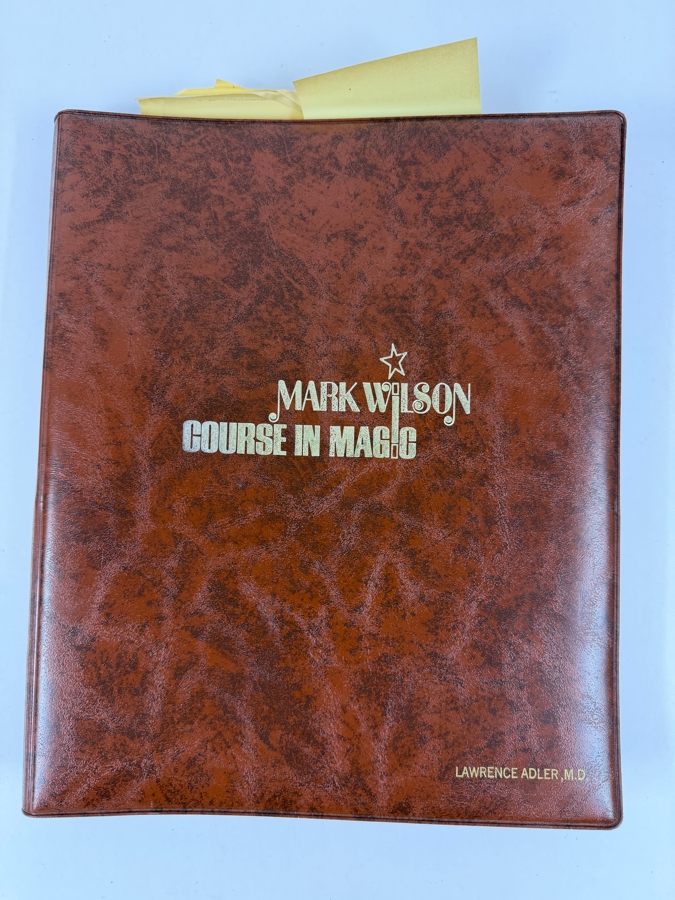 MARK WILSON
COURSE IN MAGIC
LAWRENCE ADLER, M.D.